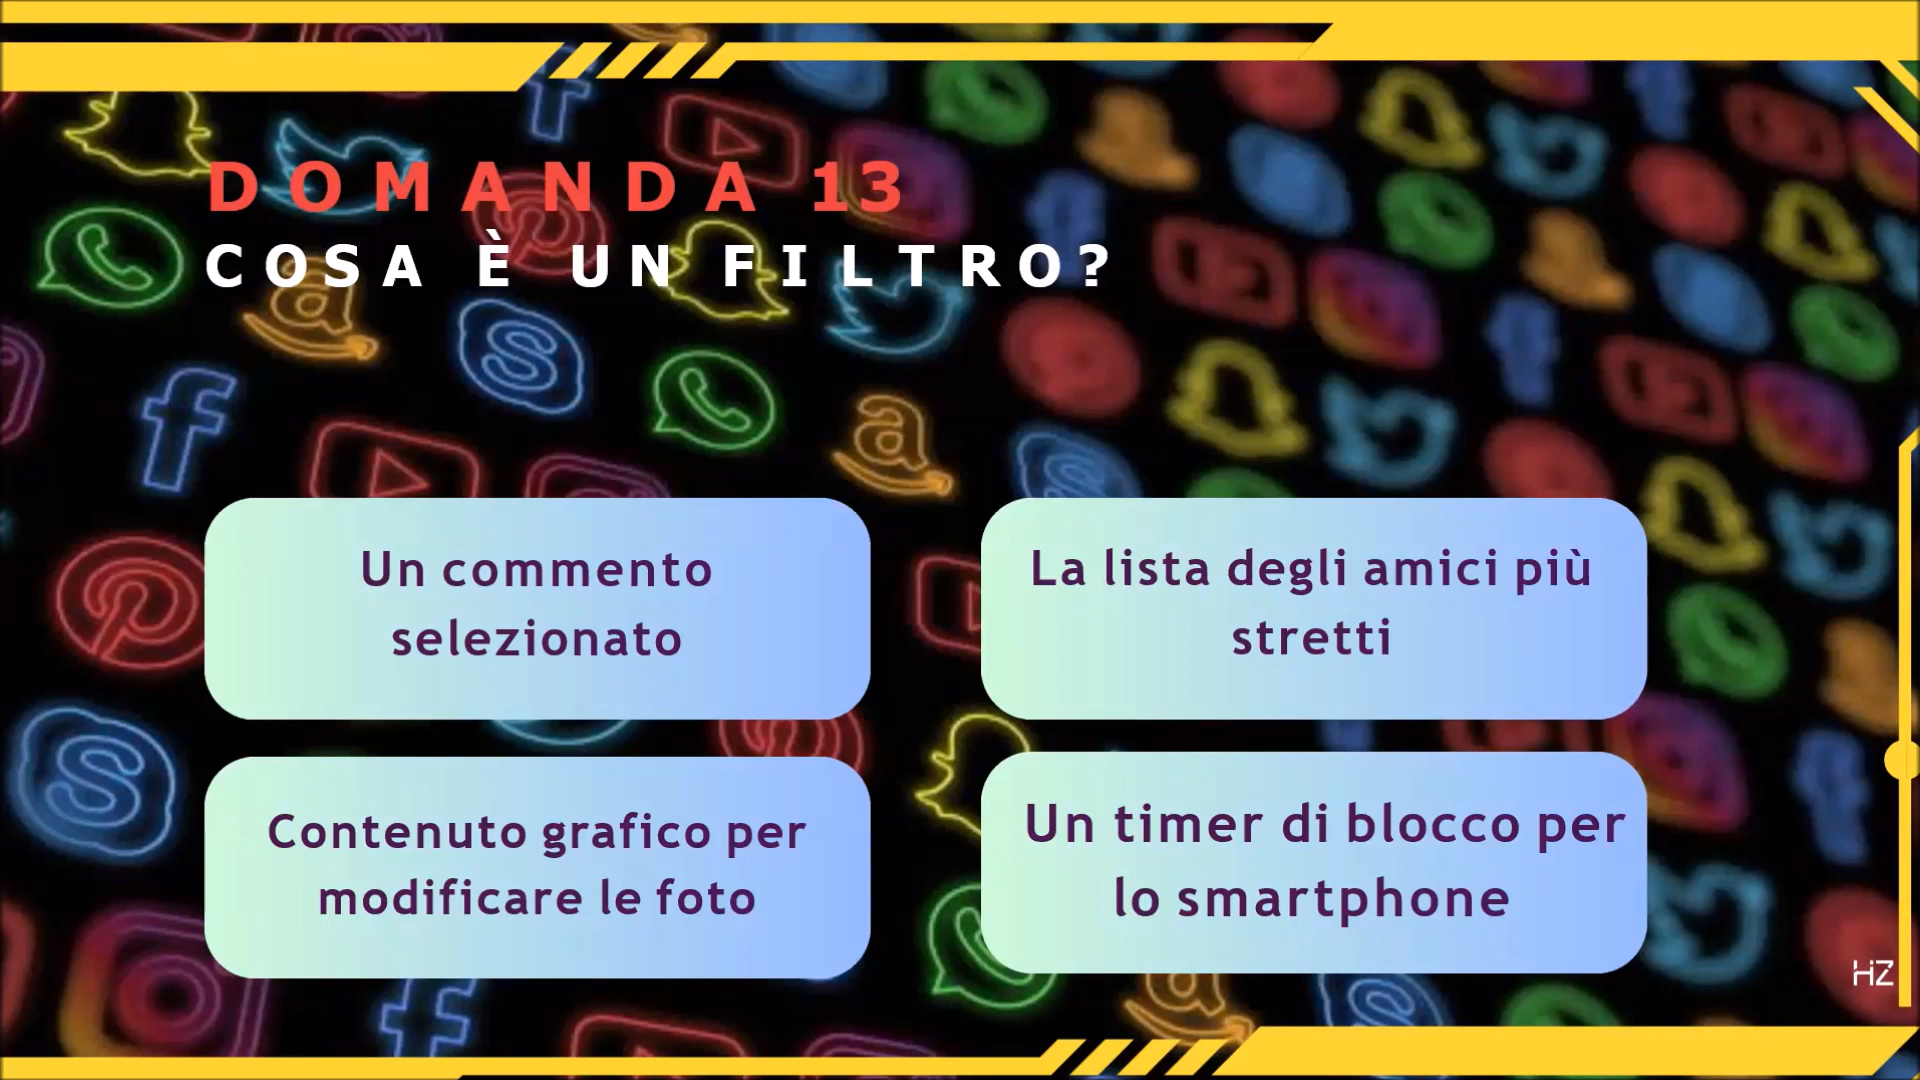 DOMANDA 13
COSA È UN FILTRO?
Un commento
selezionato
La lista degli amici più
stretti
Contenuto grafico per
modificare le foto
Un timer di blocco per
lo smartphone
HZ